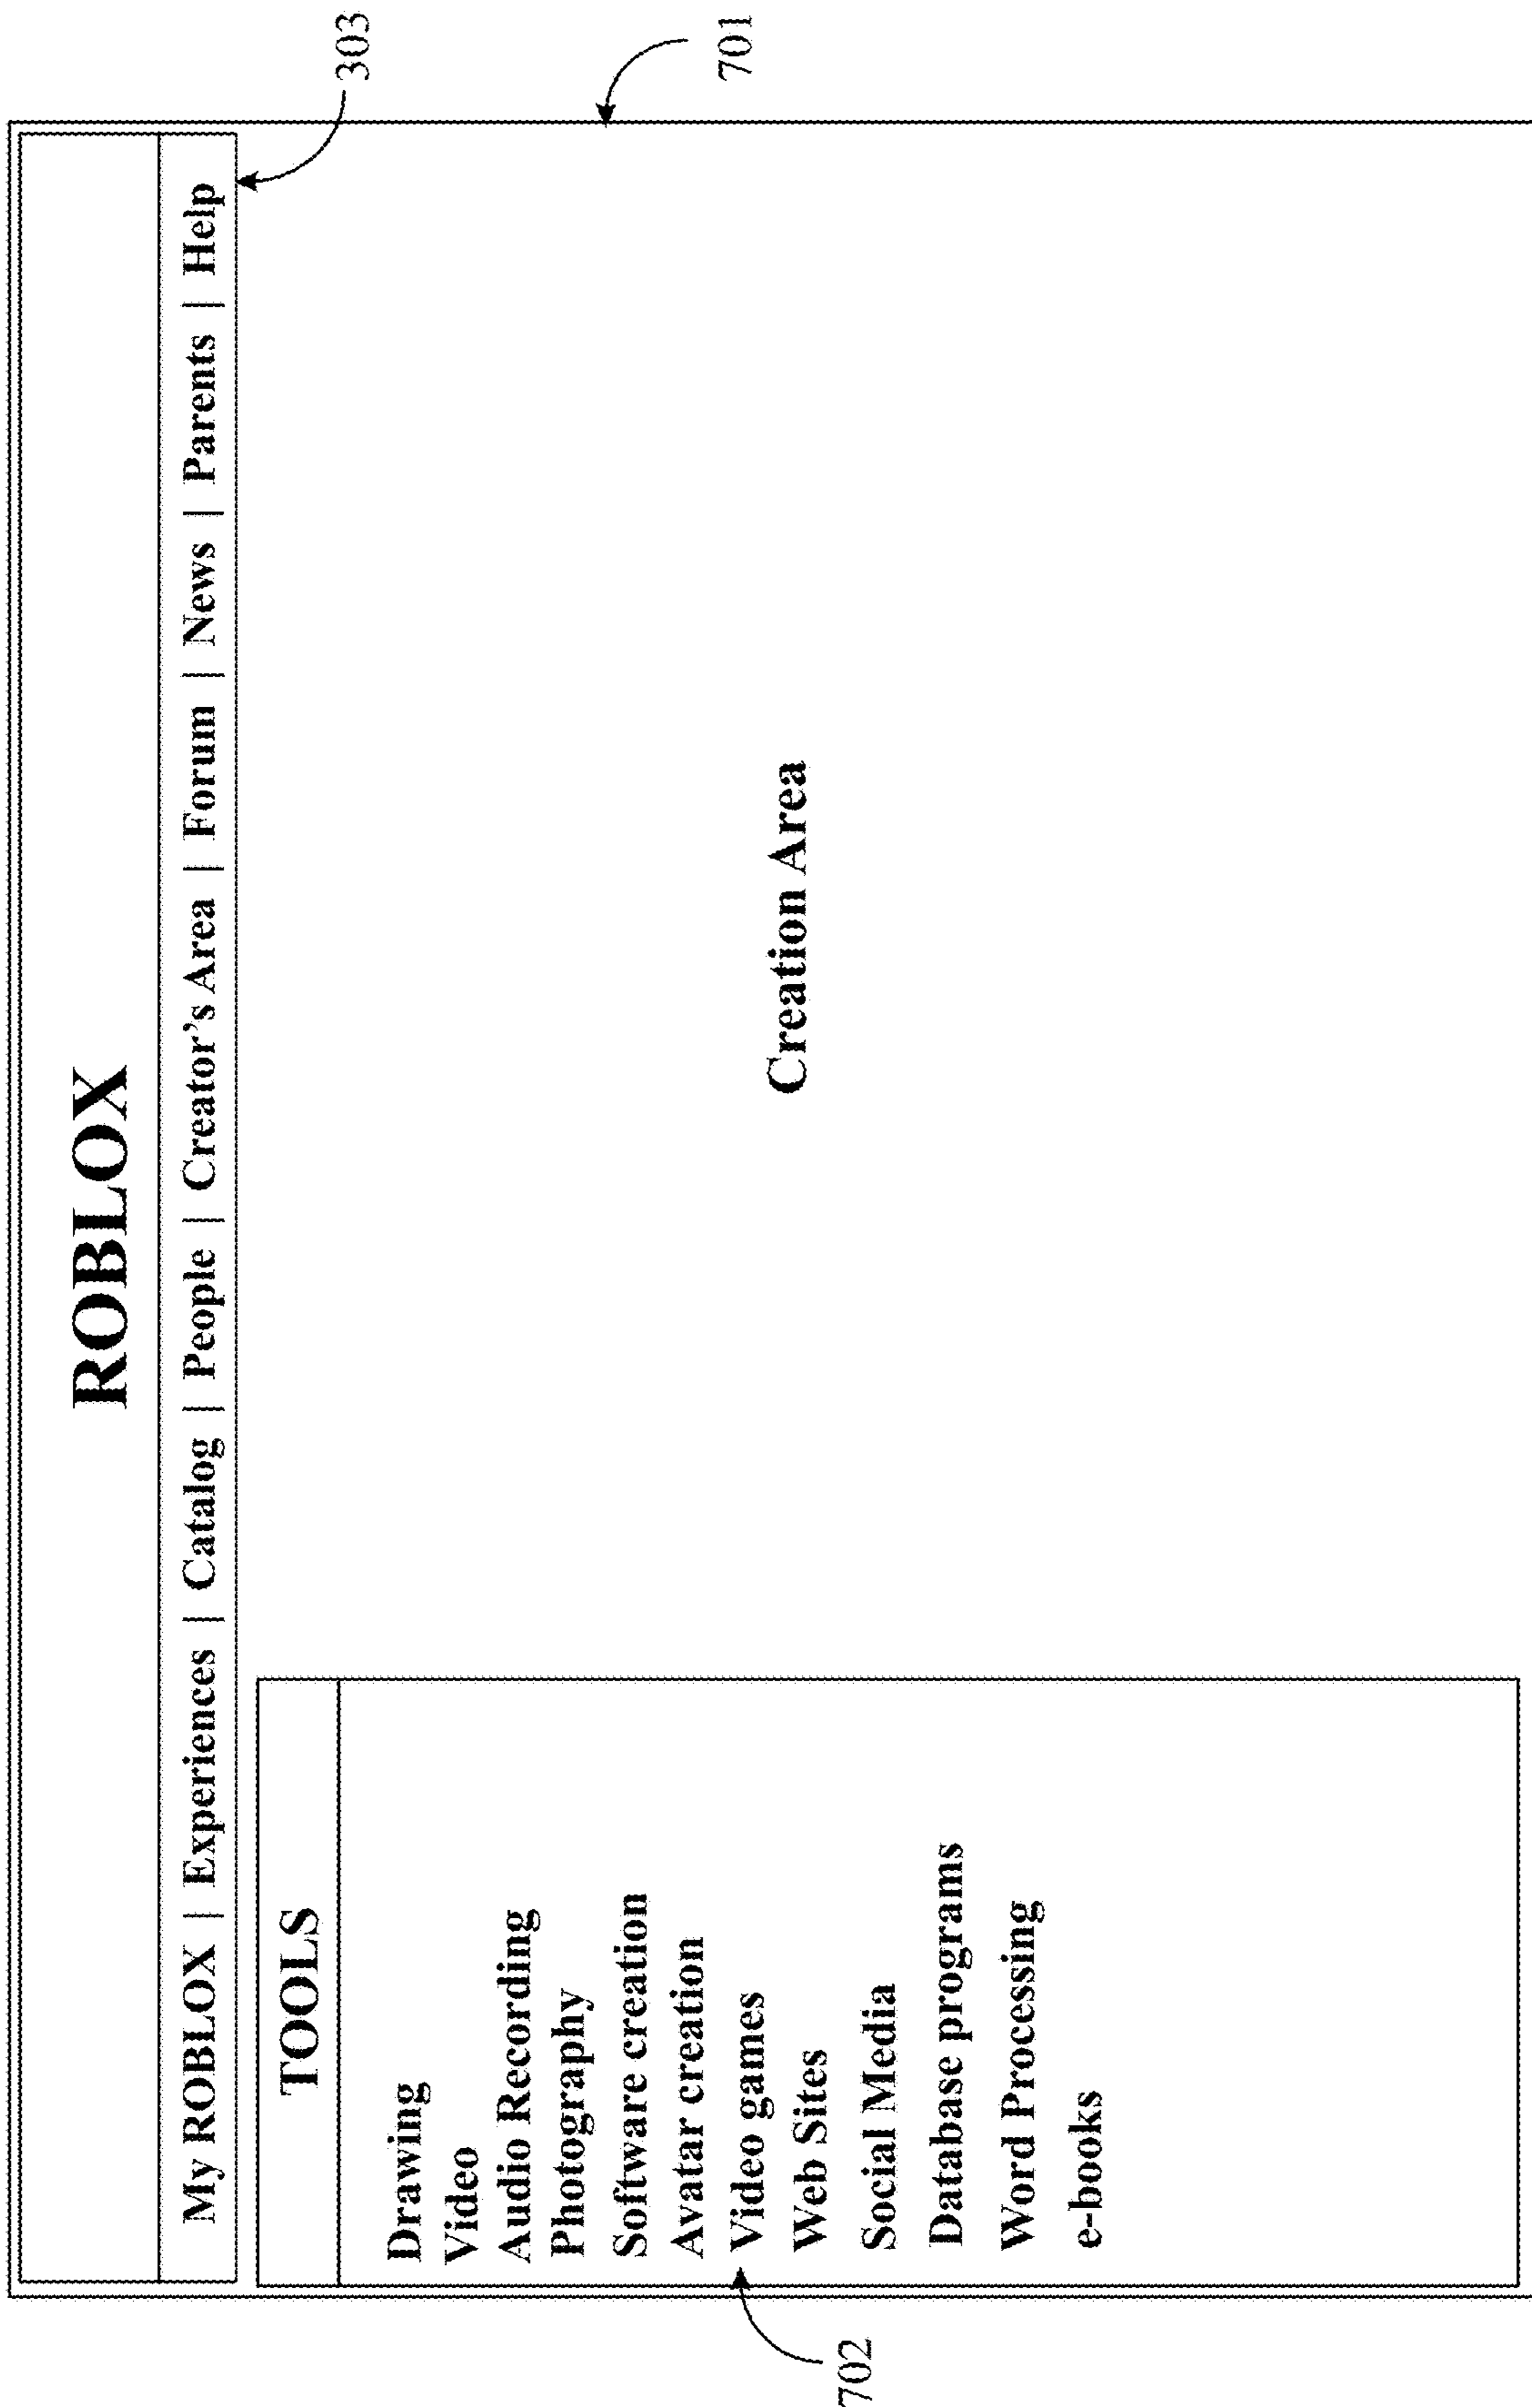 ROBLOX
My ROBLOX | Experiences | Catalog | People | Creator's Area | Forum | News | Parents | Help
303
TOOLS
Drawing
Video
Audio Recording
Photography
Software creation
Avatar creation
Video games
Web Sites
Social Media
Database programs
Word Processing
e-books
702
Creation Area
701